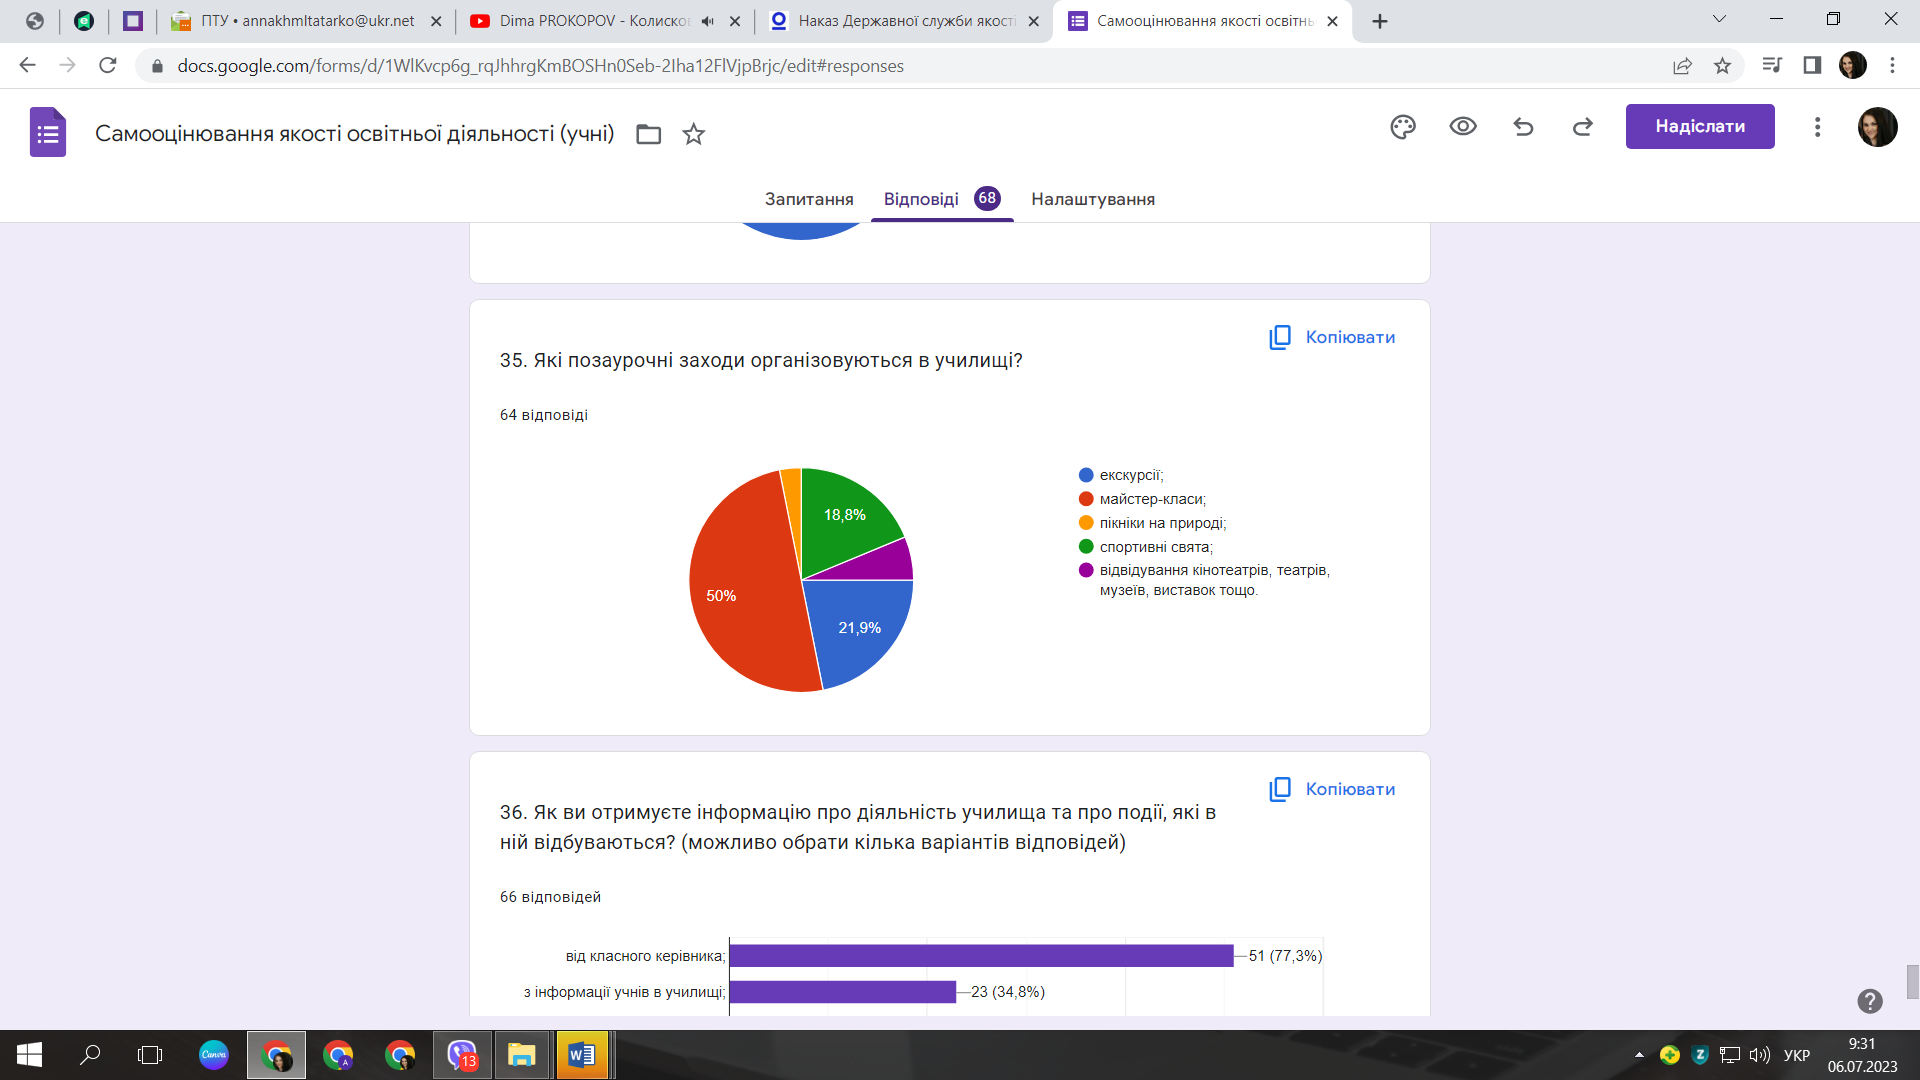 ПТУ • annakhmltatarko@ukr.net
Dima PROKOPOV - Колиско
Наказ Державної служби якості
Самооцінювання якості освітнь
docs.google.com/forms/d/1WlKvcp6g_rqJhhrgKmBOSHn0Seb-2Iha12FlVjpBrjc/edit#responses
Самооцінювання якості освітньої діяльності (учні)
Надіслати
Запитання
Відповіді 68
Налаштування
Копіювати
35. Які позаурочні заходи організовуються в училищі?
64 відповіді
18,8%
50%
21,9%
екскурсії;
майстер-класи;
пікніки на природі;
спортивні свята;
відвідування кінотеатрів, театрів,
музеїв, виставок тощо.
Копіювати
36. Як ви отримуєте інформацію про діяльність училища та про події, які в
ній відбуваються? (можливо обрати кілька варіантів відповідей)
66 відповідей
від класного керівника;
51 (77,3%)
з інформації учнів в училищі;
23 (34,8%)
Canva
A
13
W
Z
УКР
9:31
06.07.2023